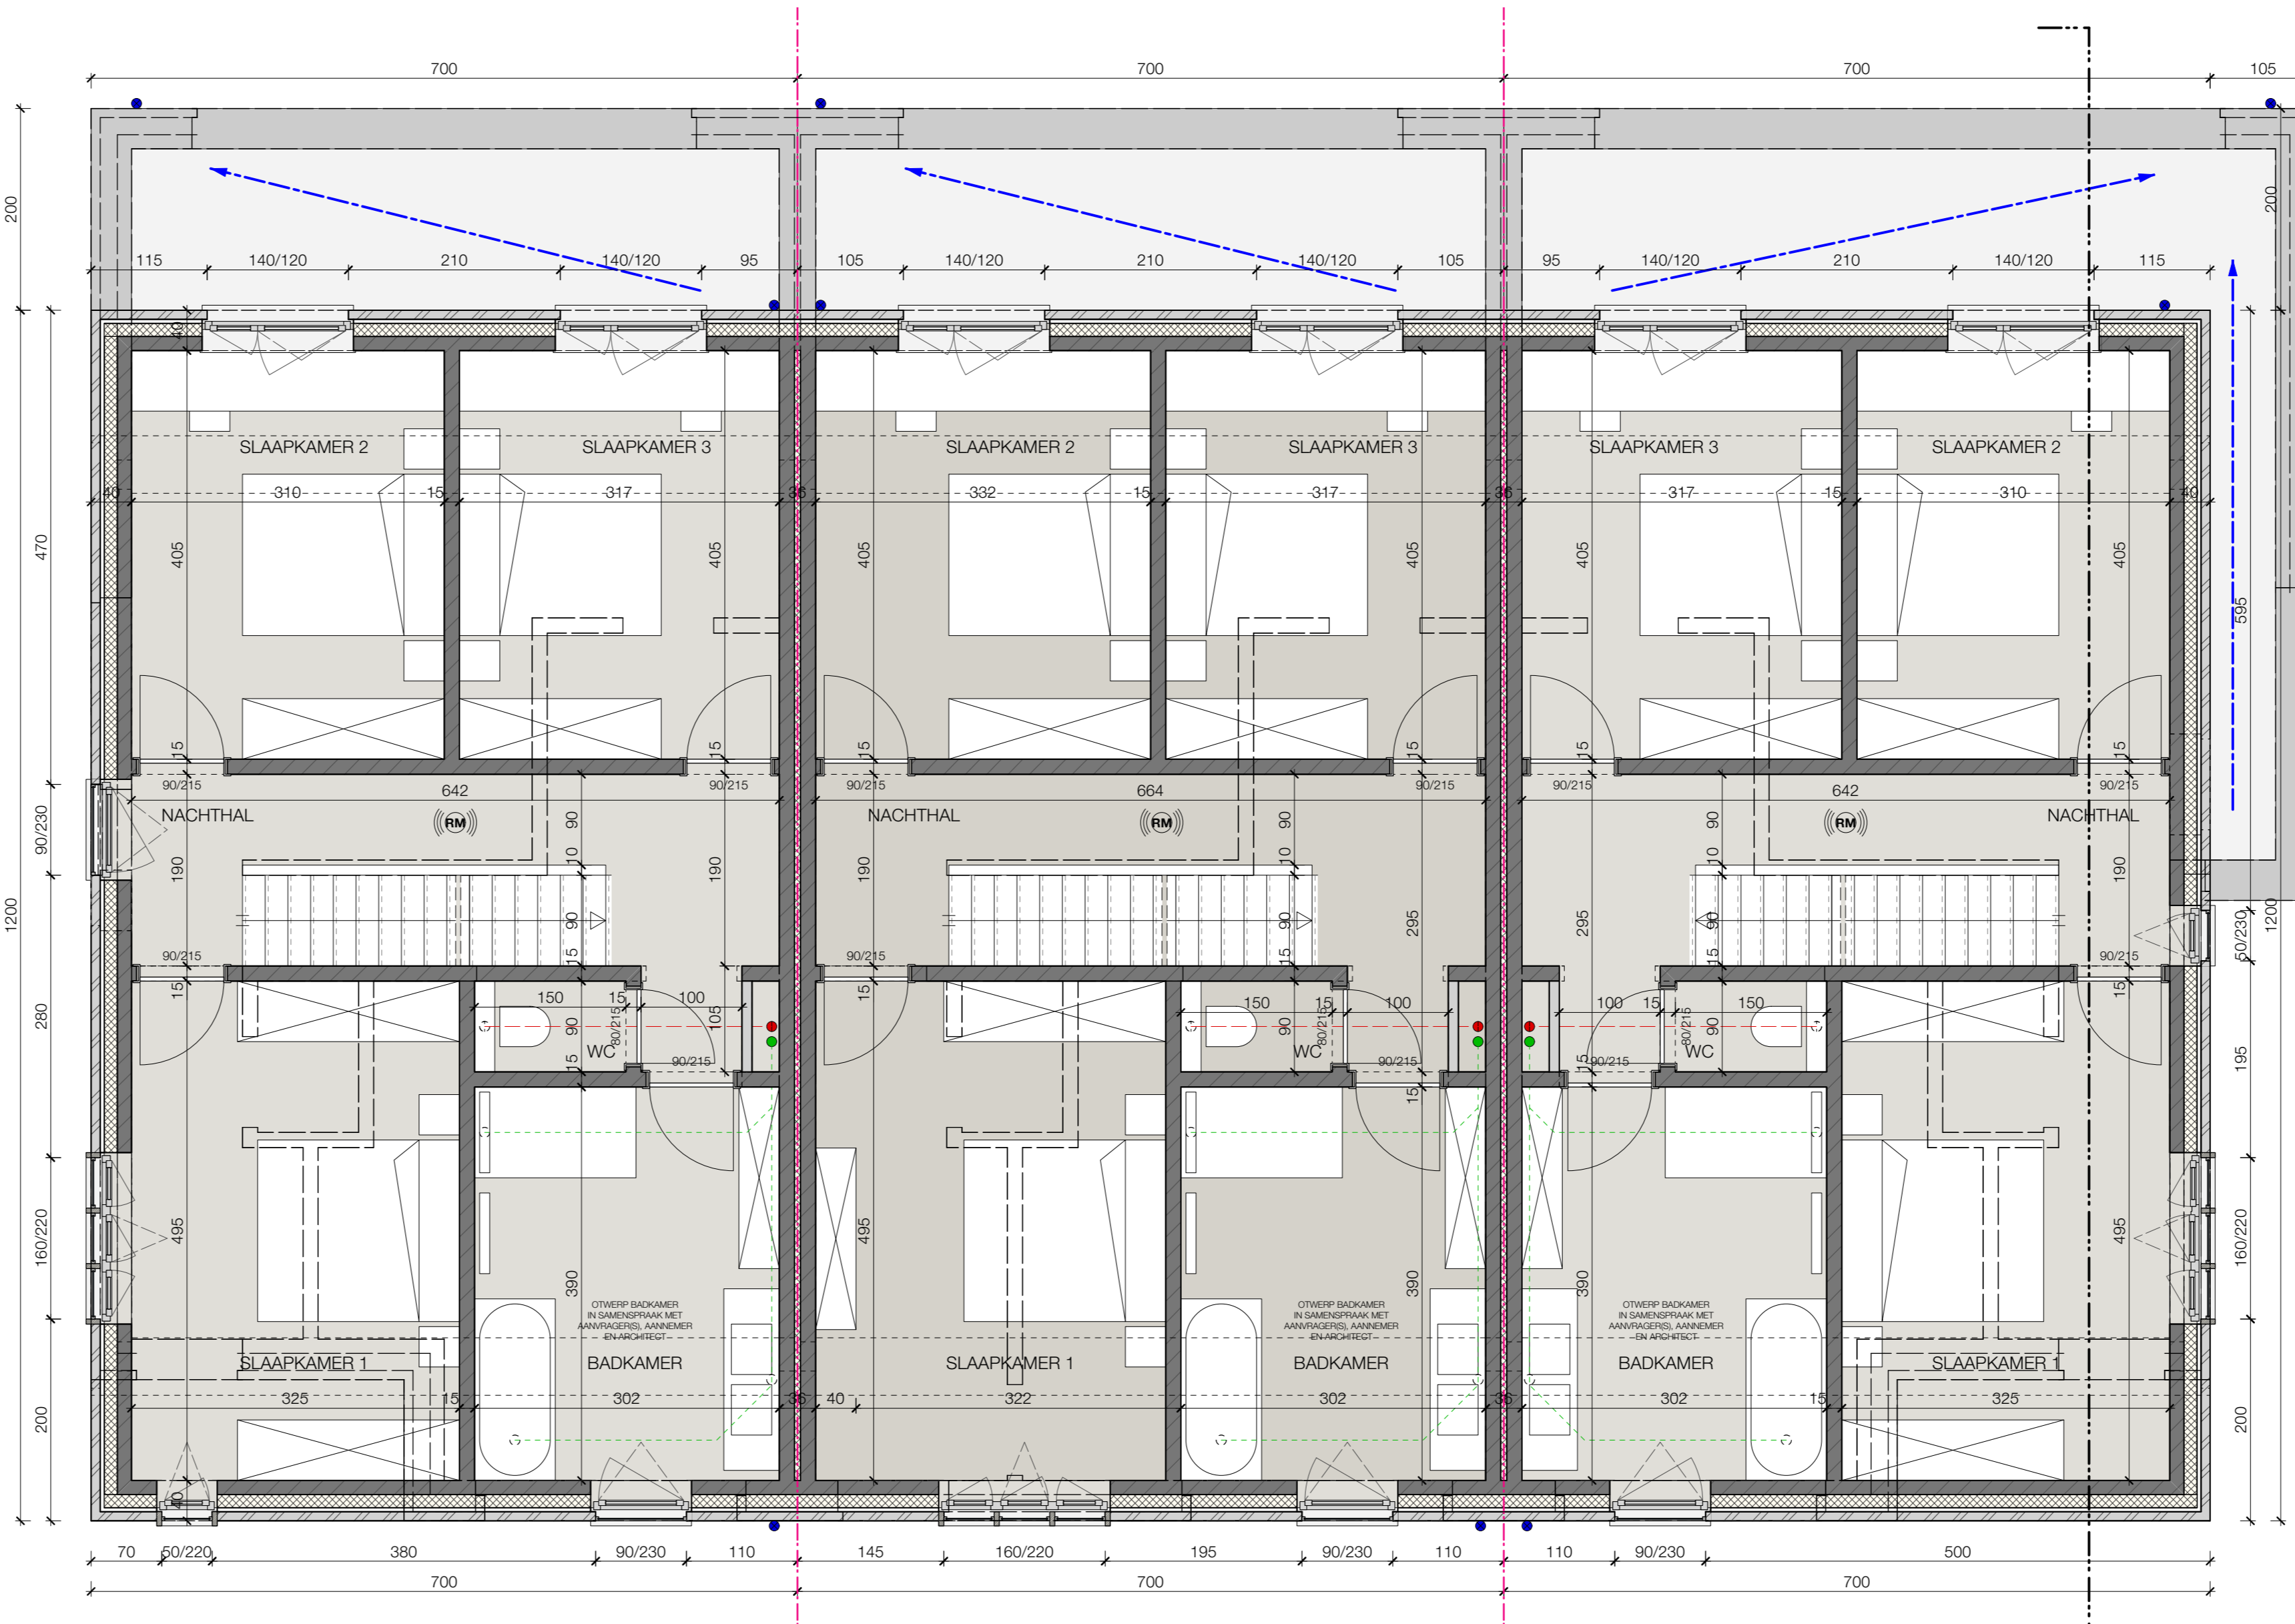 700 700 700 105
200 200
115 140/120 210 140/120 95 105 140/120 210 140/120 105 95 140/120 210 140/120 115
40
SLAAPKAMER 2 SLAAPKAMER 3 SLAAPKAMER 2 SLAAPKAMER 3 SLAAPKAMER 3 SLAAPKAMER 2
40 310 15 317 36 332 15 317 36 317 15 310 40
470 405 405 405 405 405 405 595
15 15 15 15 15 15
90/215 90/215 90/215 90/215 90/215 90/215
642 664 642
NACHTHAL RM NACHTHAL RM RM NACHTHAL
90/230 90 90 90
190 10 190 190 10 10 190
1200 90 90 295 295 90 50/230 1200
90/215 15 90/215 15 15 90/215
280 15 150 15 100 15 150 15 100 100 15 150 15
80/215 90 105 80/215 90 80/215 90 195
WC WC WC
15 90/215 15 90/215 15 90/215
15
160/220 495 390 495 390 390 495 160/220
OTWERP BADKAMER
IN SAMENSPRAAK MET
AANVRAGER(S), AANNEMER
EN ARCHITECT
OTWERP BADKAMER
IN SAMENSPRAAK MET
AANVRAGER(S), AANNEMER
EN ARCHITECT
OTWERP BADKAMER
IN SAMENSPRAAK MET
AANVRAGER(S), AANNEMER
EN ARCHITECT
SLAAPKAMER 1 BADKAMER SLAAPKAMER 1 BADKAMER BADKAMER SLAAPKAMER 1
200 325 15 302 36 40 322 302 36 302 15 325 200
40
70 50/220 380 90/230 110 145 160/220 195 90/230 110 110 90/230 500
700 700 700